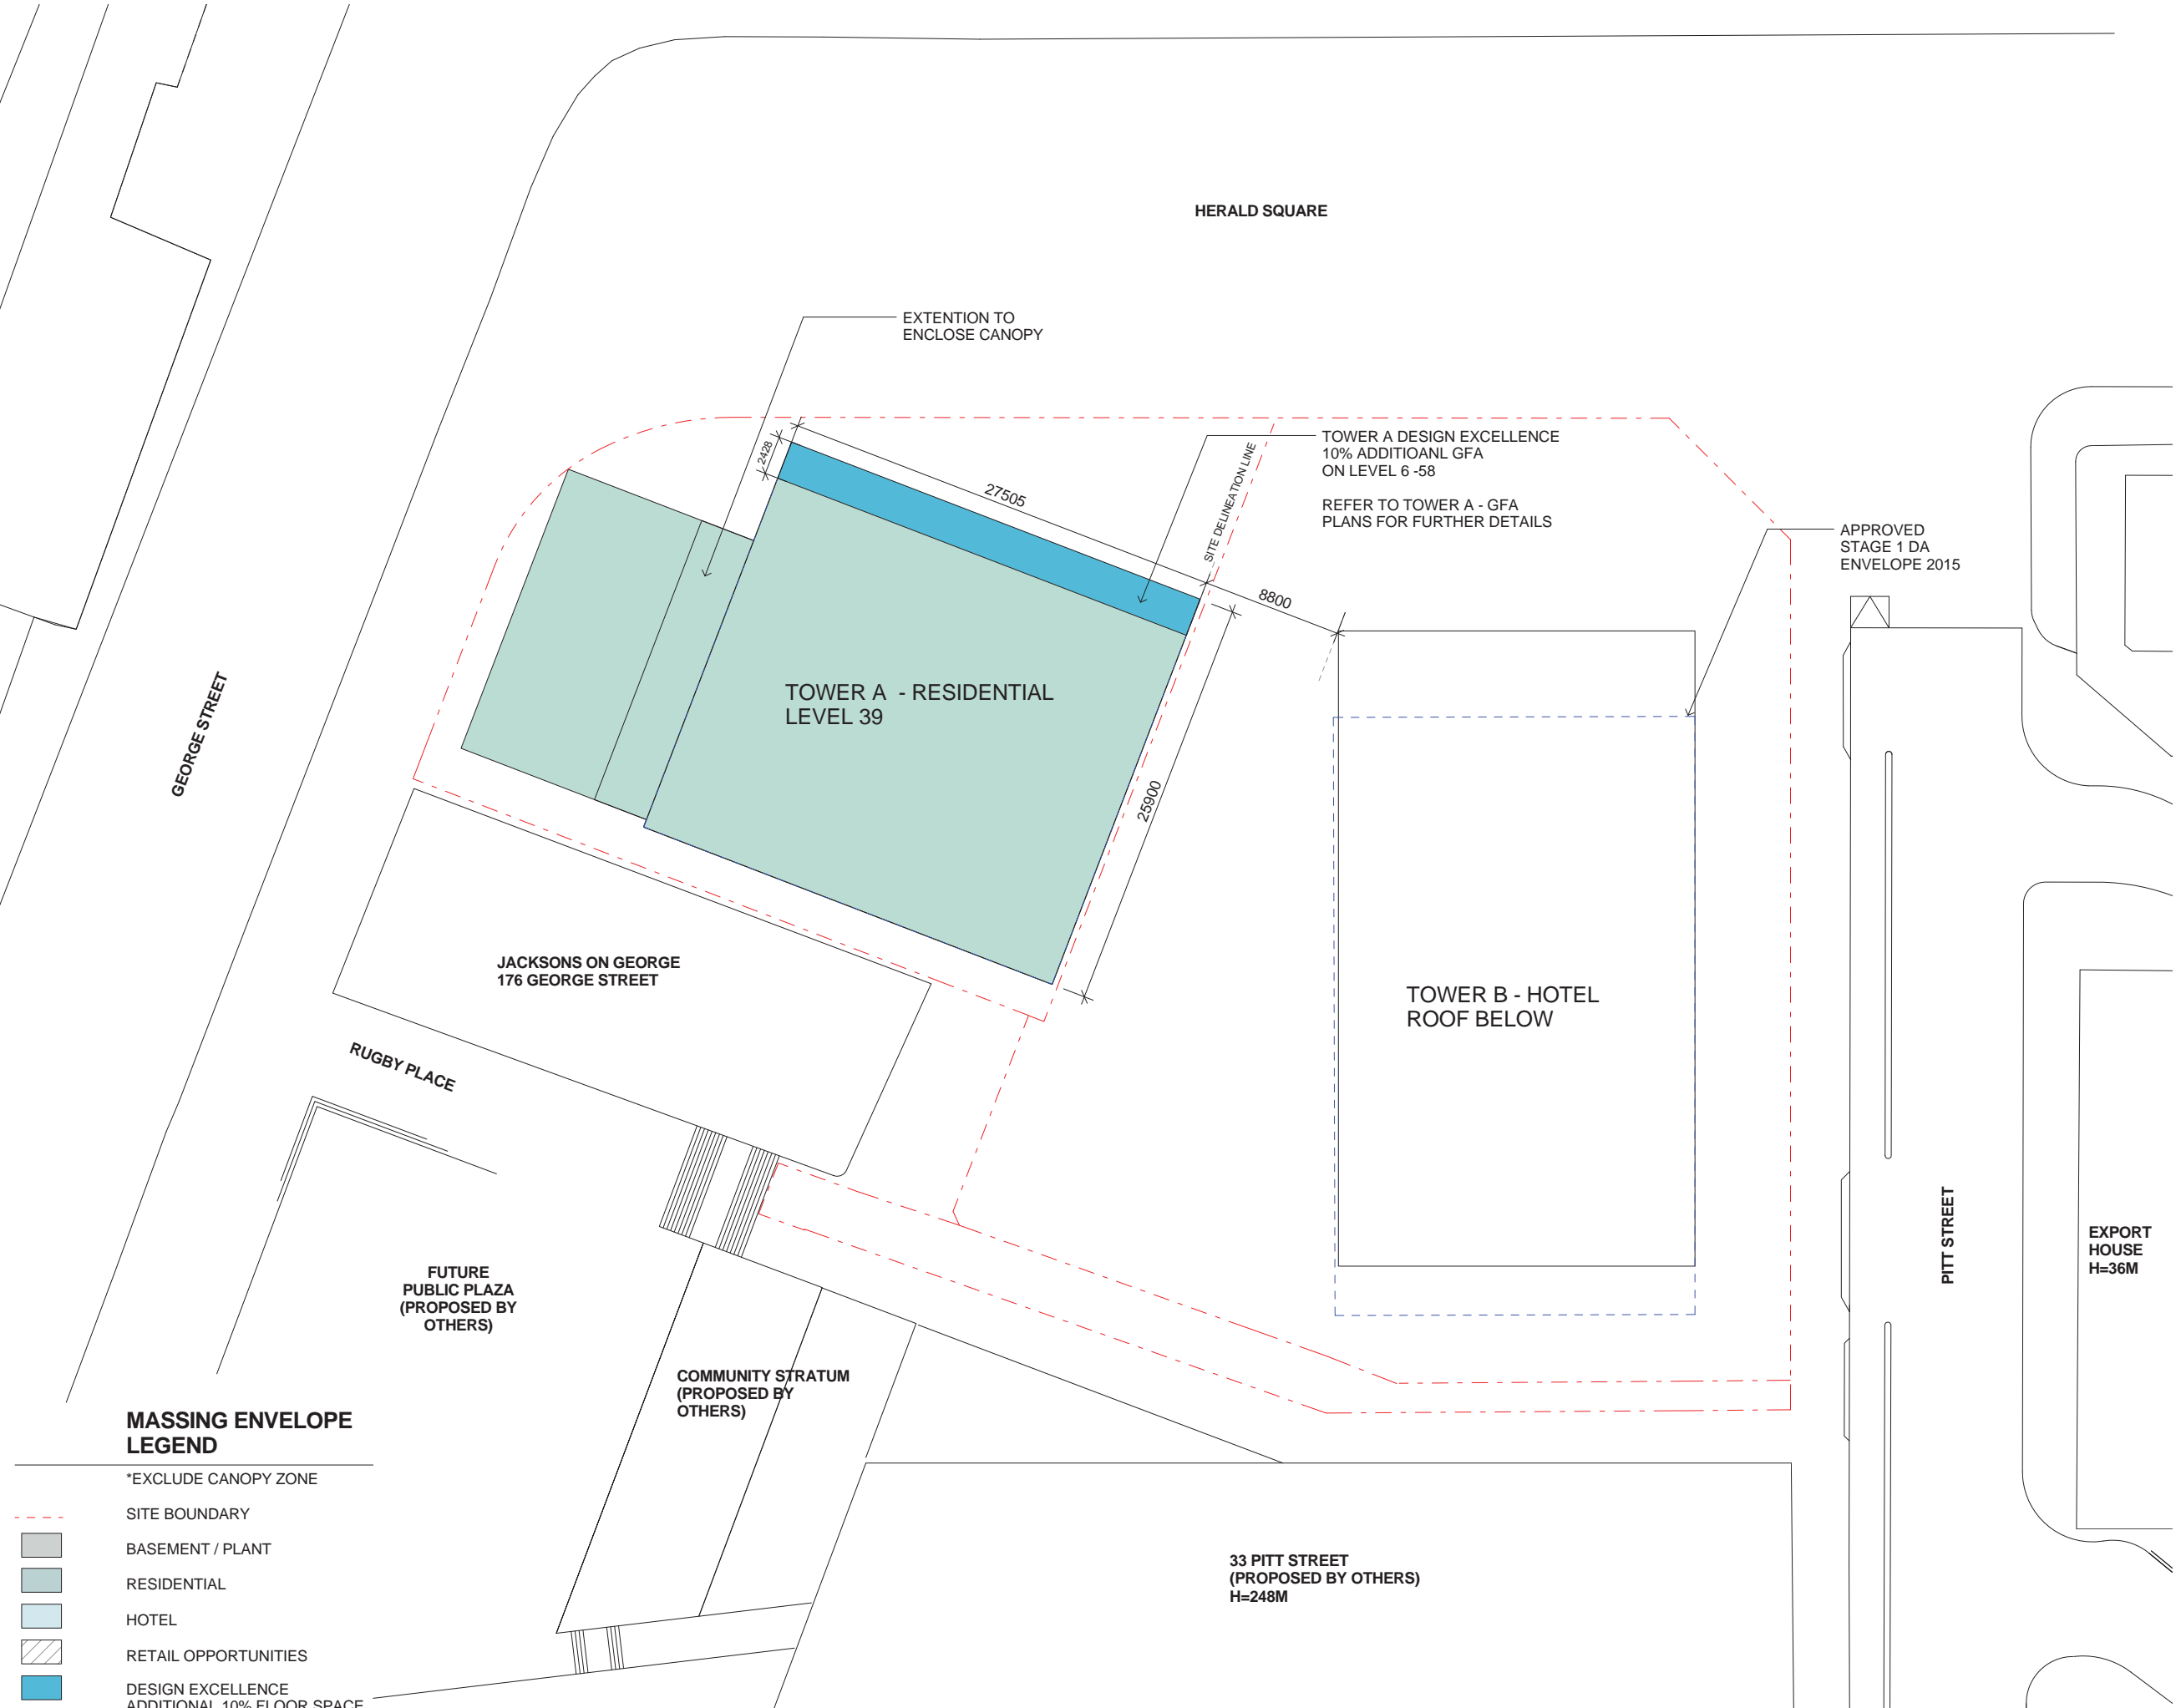 HERALD SQUARE
EXTENTION TO
ENCLOSE CANOPY
2428
27505
SITE DELINEATION LINE
TOWER A DESIGN EXCELLENCE
10% ADDITIOANL GFA
ON LEVEL 6 -58
REFER TO TOWER A - GFA
PLANS FOR FURTHER DETAILS
APPROVED
STAGE 1 DA
ENVELOPE 2015
8800
TOWER A - RESIDENTIAL
LEVEL 39
25900
GEORGE STREET
JACKSONS ON GEORGE
176 GEORGE STREET
TOWER B - HOTEL
ROOF BELOW
RUGBY PLACE
PITT STREET
EXPORT
HOUSE
H=36M
FUTURE
PUBLIC PLAZA
(PROPOSED BY
OTHERS)
COMMUNITY STRATUM
(PROPOSED BY
OTHERS)
33 PITT STREET
(PROPOSED BY OTHERS)
H=248M
MASSING ENVELOPE
LEGEND
*EXCLUDE CANOPY ZONE
SITE BOUNDARY
BASEMENT / PLANT
RESIDENTIAL
HOTEL
RETAIL OPPORTUNITIES
DESIGN EXCELLENCE
ADDITIONAL 10% FLOOR SPACE